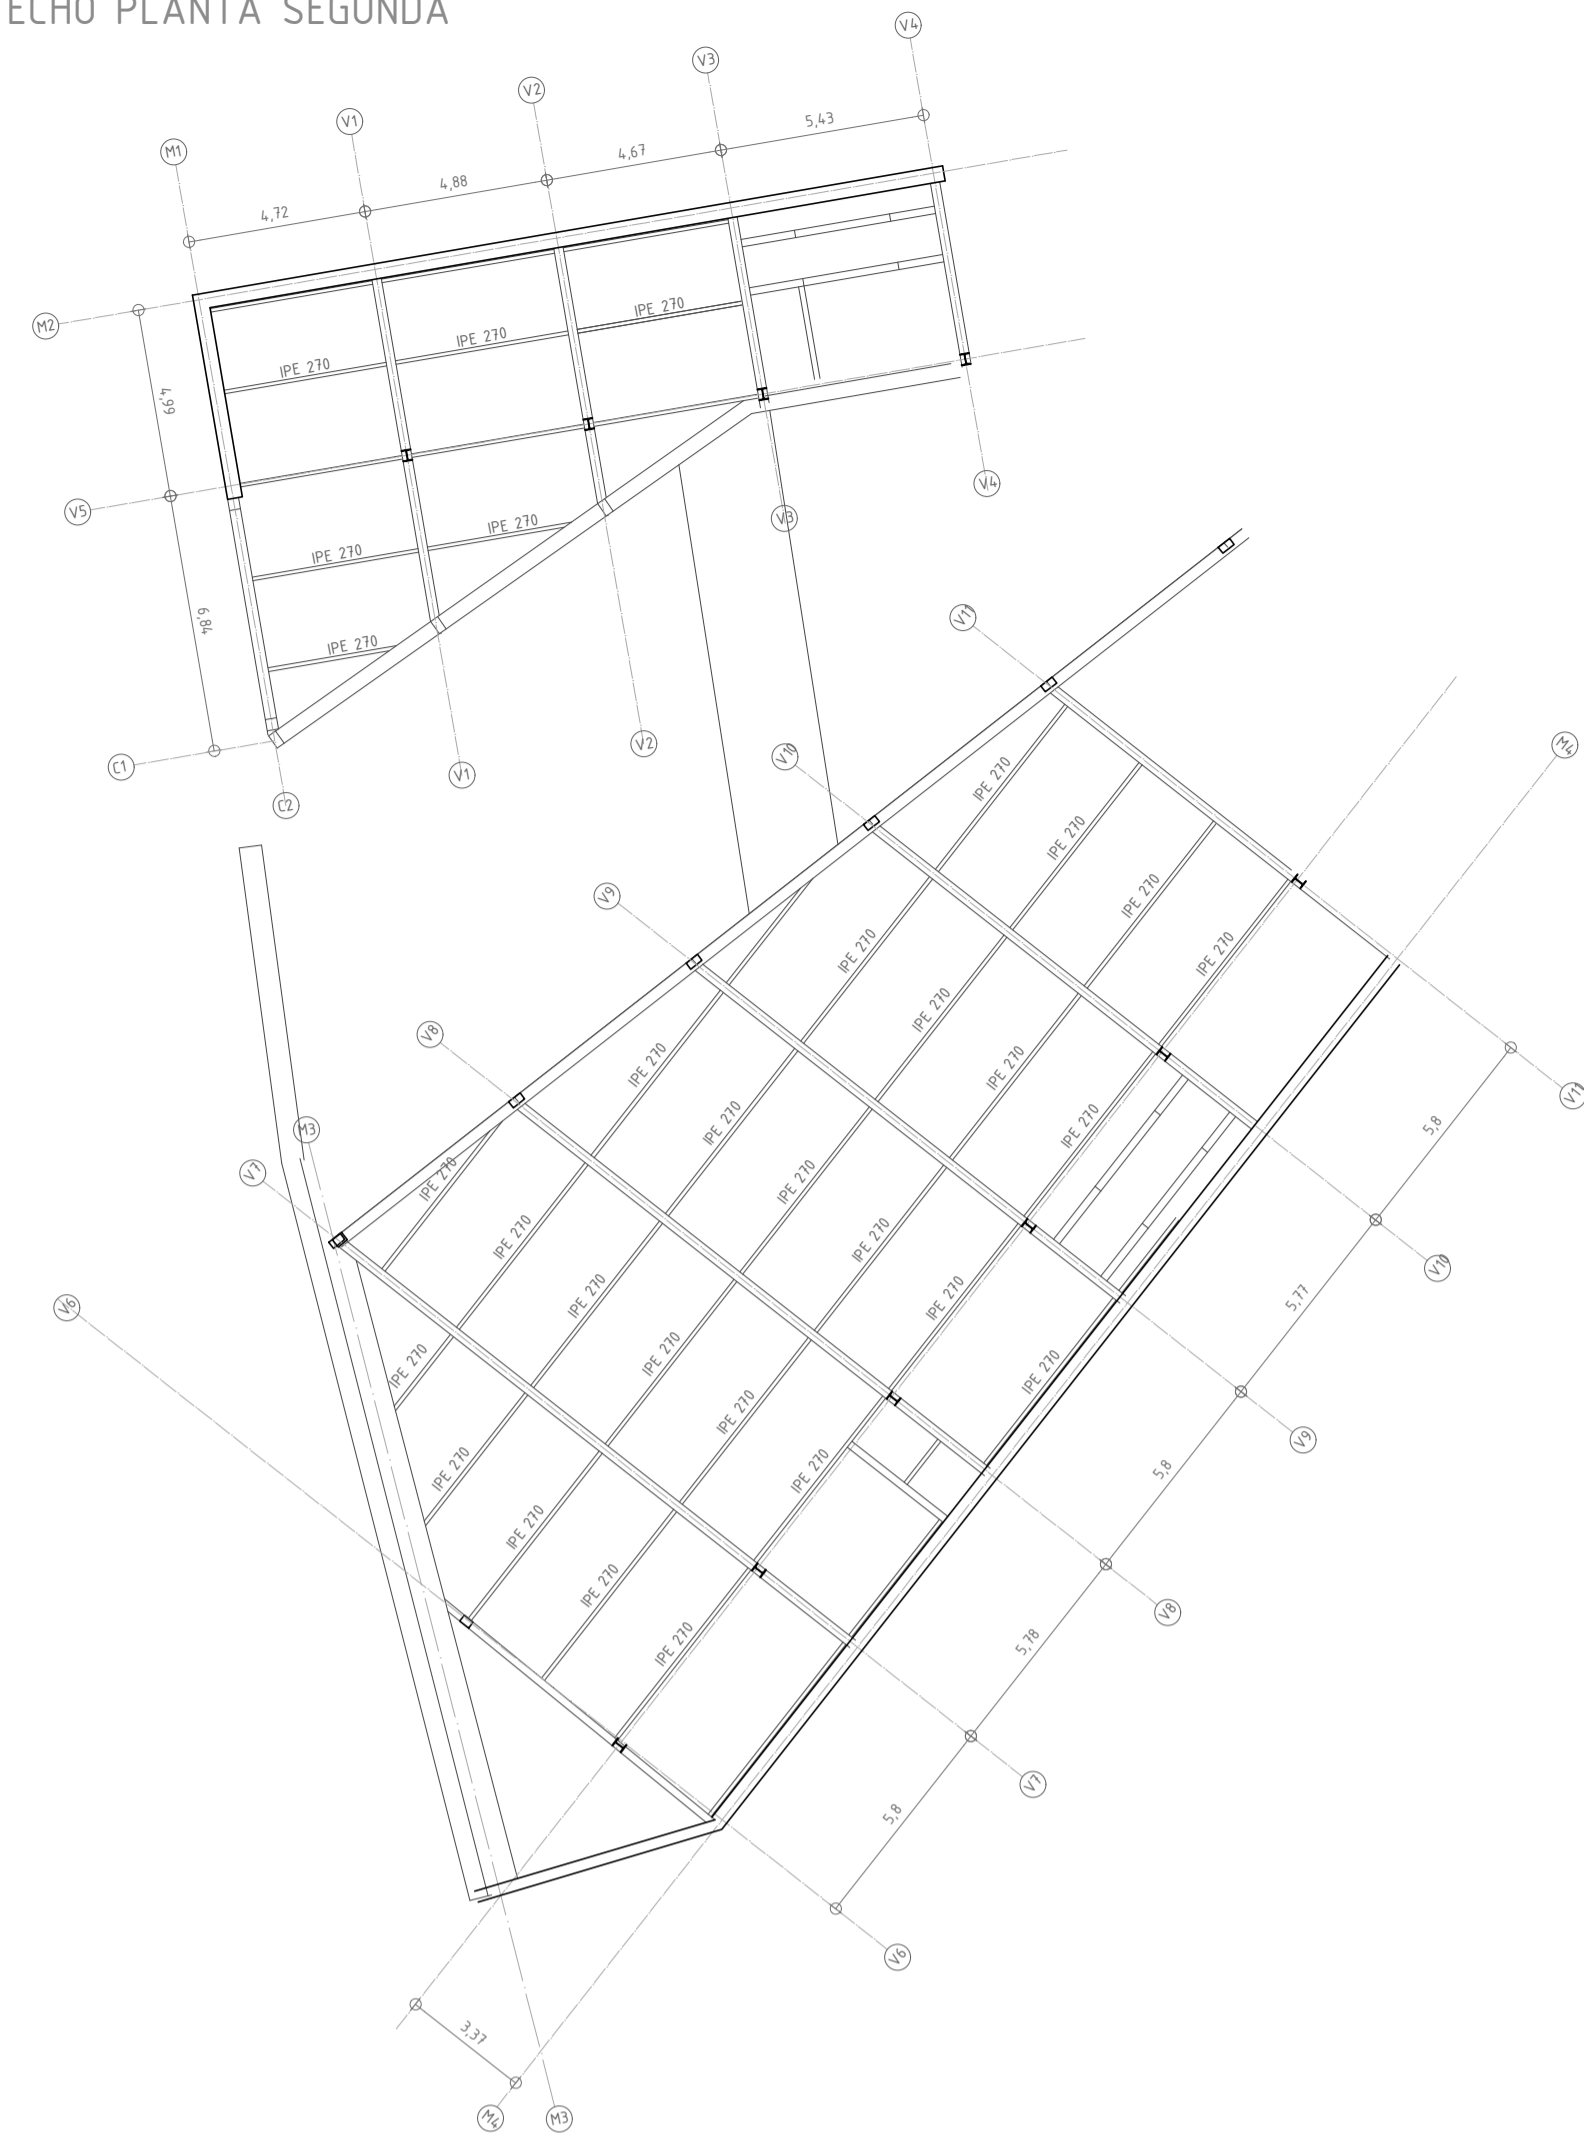 ECHO PLANTA SEGUNDA
V4
V3
V2
V1
M1
5,43
4,67
4,88
4,72
M2
IPE 270
IPE 270
IPE 270
4,99
V5
V4
V3
IPE 270
IPE 270
6,84
IPE 270
V11
C1
C2
V1
V2
V10
M4
IPE 270
IPE 270
IPE 270
V9
IPE 270
IPE 270
IPE 270
V8
IPE 270
IPE 270
IPE 270
V11
M3
V7
IPE 270
IPE 270
IPE 270
IPE 270
5,8
IPE 270
IPE 270
IPE 270
IPE 270
V10
V6
5,77
IPE 270
IPE 270
IPE 270
IPE 270
V9
IPE 270
IPE 270
IPE 270
IPE 270
5,8
IPE 270
IPE 270
V8
5,78
V7
5,8
V6
3,37
M4
M3